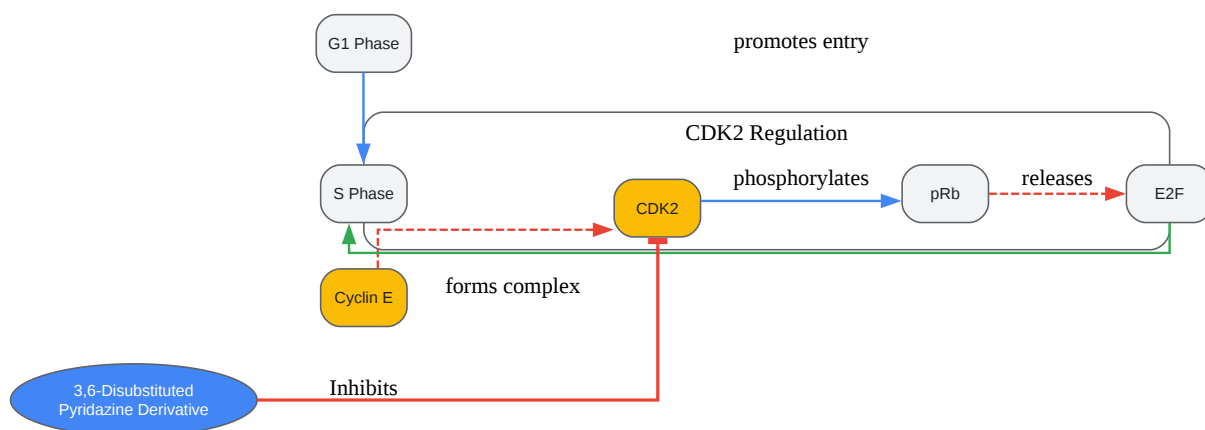 G1 Phase
promotes entry
CDK2 Regulation
phosphorylates
releases
S Phase
CDK2
pRb
E2F
forms complex
Cyclin E
Inhibits
3,6-Disubstituted
Pyridazine Derivative